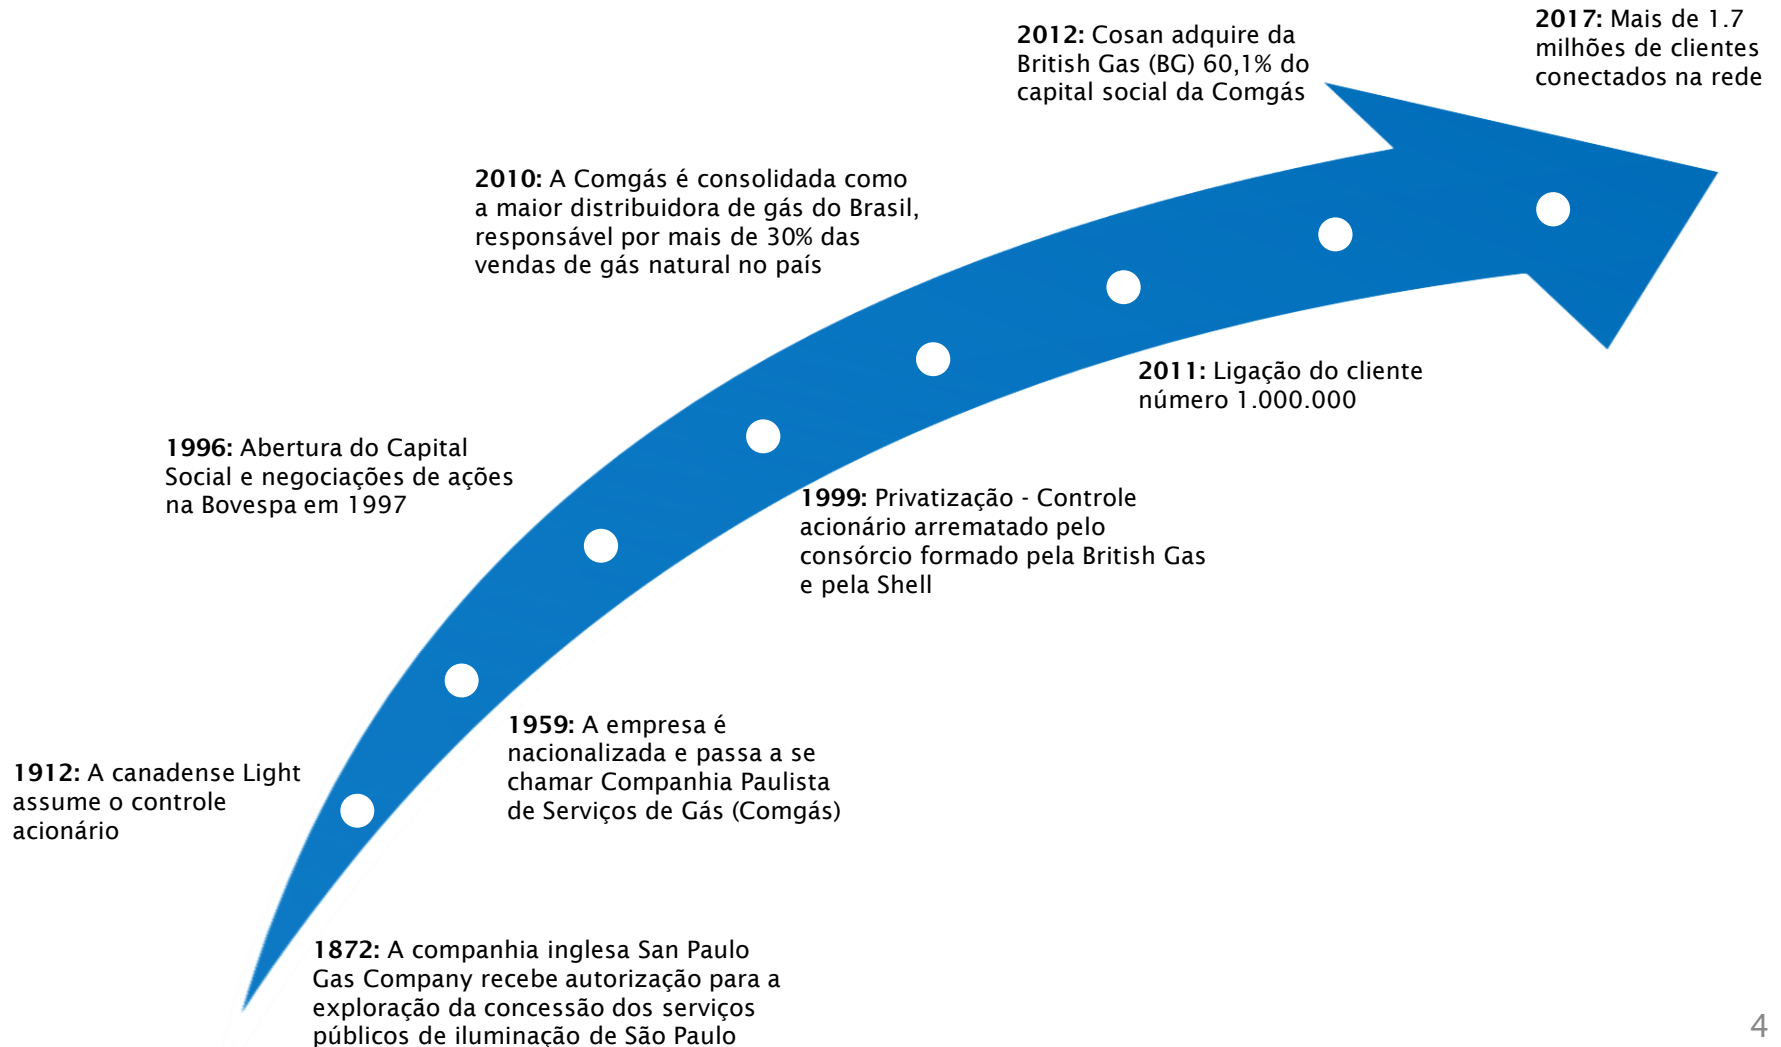 2017: Mais de 1.7
milhões de clientes
conectados na rede
2012: Cosan adquire da
British Gas (BG) 60,1% do
capital social da Comgás
2010: A Comgás é consolidada como
a maior distribuidora de gás do Brasil,
responsável por mais de 30% das
vendas de gás natural no país
2011: Ligação do cliente
número 1.000.000
1996: Abertura do Capital
Social e negociações de ações
na Bovespa em 1997
1999: Privatização - Controle
acionário arrematado pelo
consórcio formado pela British Gas
e pela Shell
1959: A empresa é
nacionalizada e passa a se
chamar Companhia Paulista
de Serviços de Gás (Comgás)
1912: A canadense Light
assume o controle
acionário
1872: A companhia inglesa San Paulo
Gas Company recebe autorização para a
exploração da concessão dos serviços
públicos de iluminação de São Paulo
4